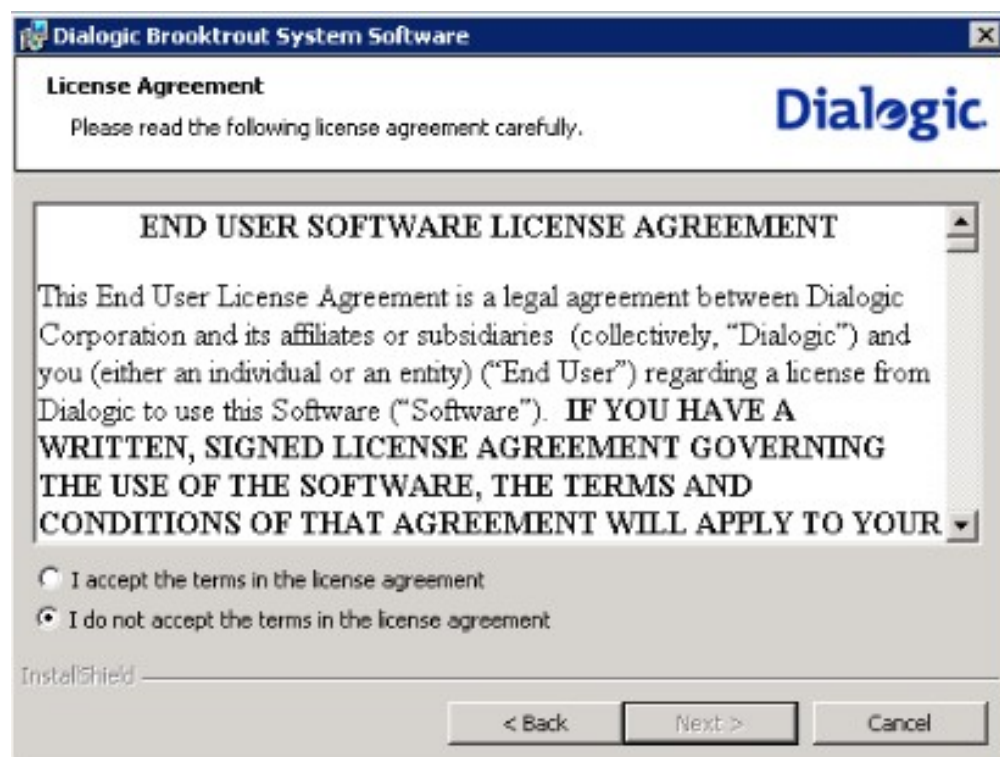 Dialogic Brooktrout System Software
License Agreement
Please read the following license agreement carefully.
Dialogic
END USER SOFTWARE LICENSE AGREEMENT
This End User License Agreement is a legal agreement between Dialogic
Corporation and its affiliates or subsidiaries (collectively, “Dialogic”) and
you (either an individual or an entity) (“End User”) regarding a license from
Dialogic to use this Software (“Software”). IF YOU HAVE A
WRITTEN, SIGNED LICENSE AGREEMENT GOVERNING
THE USE OF THE SOFTWARE, THE TERMS AND
CONDITIONS OF THAT AGREEMENT WILL APPLY TO YOUR
I accept the terms in the license agreement
I do not accept the terms in the license agreement
InstallShield
< Back Next > Cancel